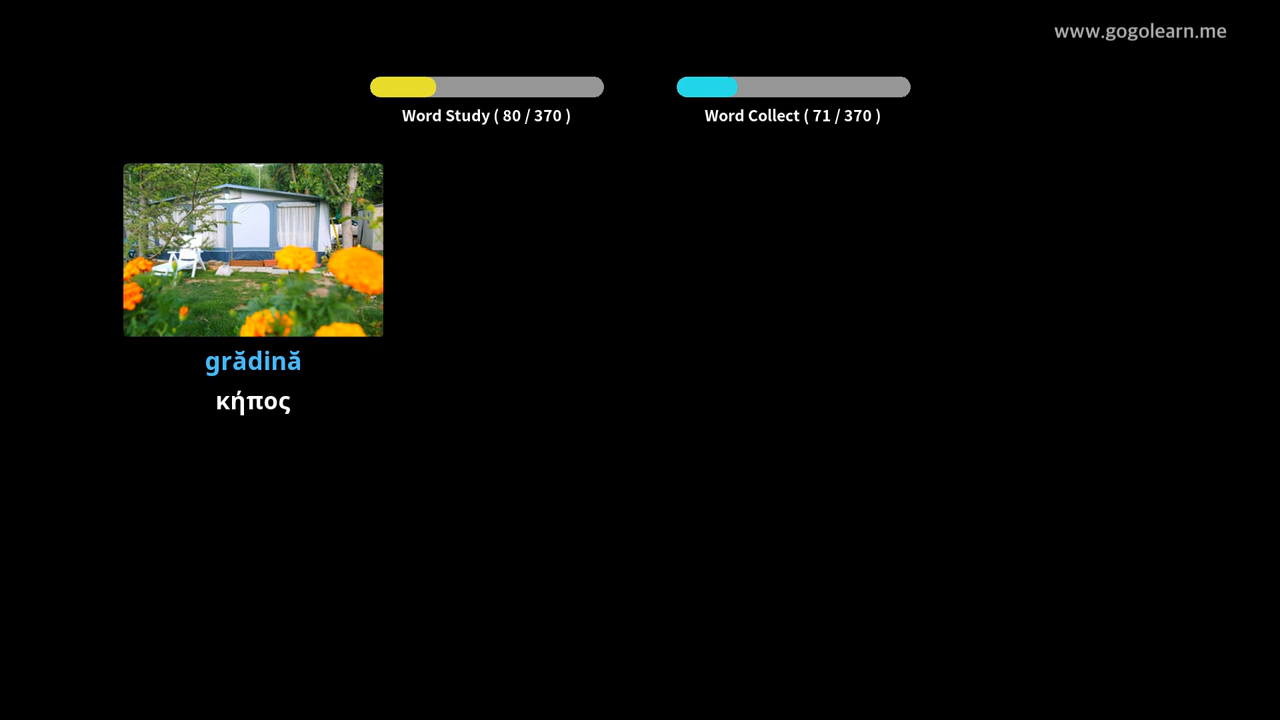 www.gogolearn.me
Word Study ( 80 / 370 )
Word Collect ( 71 / 370 )
grădină
κήπος